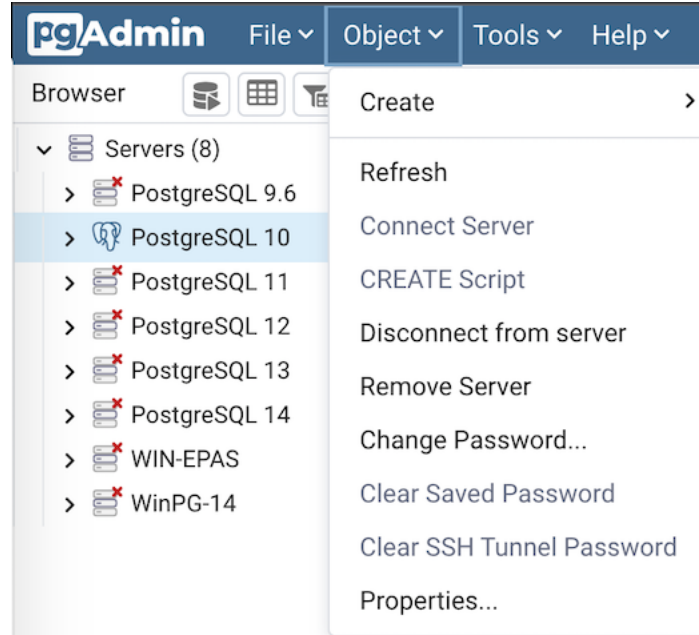 pgAdmin File Object Tools Help
Browser
Servers (8)
PostgreSQL 9.6
PostgreSQL 10
PostgreSQL 11
PostgreSQL 12
PostgreSQL 13
PostgreSQL 14
WIN-EPAS
WinPG-14
Create
Refresh
Connect Server
CREATE Script
Disconnect from server
Remove Server
Change Password...
Clear Saved Password
Clear SSH Tunnel Password
Properties...